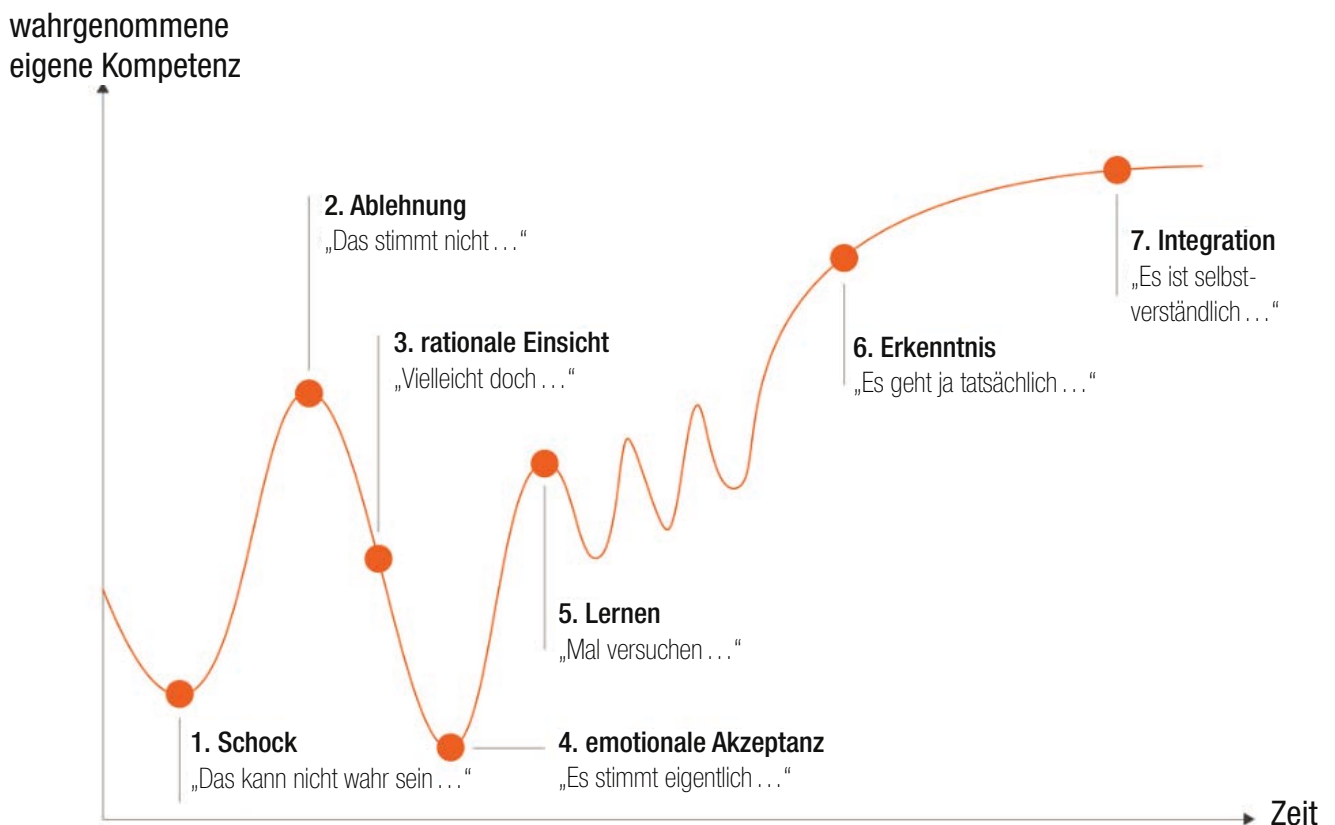 wahrgenommene
eigene Kompetenz
2. Ablehnung
„Das stimmt nicht . . .“
3. rationale Einsicht
„Vielleicht doch . . .“
7. Integration
„Es ist selbst-
verständlich . . .“
6. Erkenntnis
„Es geht ja tatsächlich . . .“
5. Lernen
„Mal versuchen . . .“
1. Schock
„Das kann nicht wahr sein . . .“
4. emotionale Akzeptanz
„Es stimmt eigentlich . . .“
Zeit